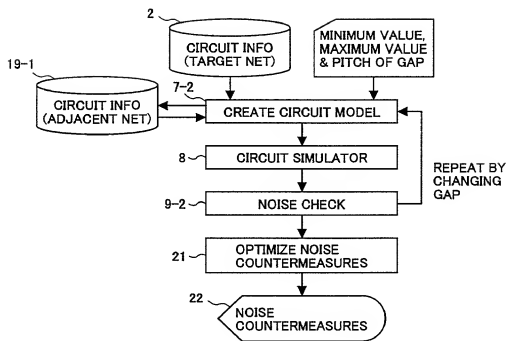 2
CIRCUIT INFO
(TARGET NET)
MINIMUM VALUE,
MAXIMUM VALUE
& PITCH OF GAP
19-1
CIRCUIT INFO
(ADJACENT NET)
7-2
CREATE CIRCUIT MODEL
8
CIRCUIT SIMULATOR
REPEAT BY
CHANGING
GAP
9-2
NOISE CHECK
21
OPTIMIZE NOISE
COUNTERMEASURES
22
NOISE
COUNTERMEASURES